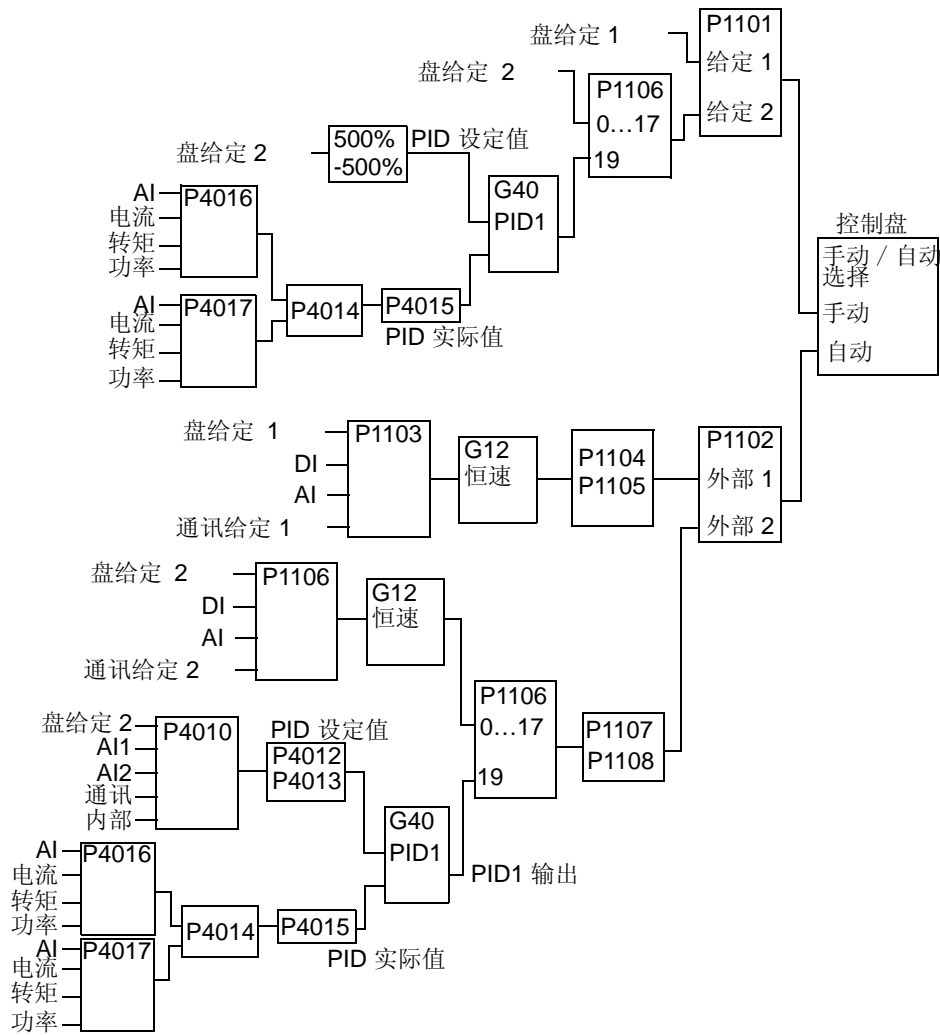 盘给定 1
P1101
给定 1
给定 2
盘给定 2
P1106
0…17
19
盘给定 2
500%
-500%
PID 设定值
G40
PID1
AI
电流
转矩
功率
P4016
AI
电流
转矩
功率
P4017
P4014
P4015
PID 实际值
控制盘
手动 / 自动
选择
手动
自动
盘给定 1
DI
AI
通讯给定 1
P1103
G12
恒速
P1104
P1105
P1102
外部 1
外部 2
盘给定 2
DI
AI
通讯给定 2
P1106
G12
恒速
P1106
0…17
19
P1107
P1108
盘给定 2
AI1
AI2
通讯
内部
P4010
PID 设定值
P4012
P4013
G40
PID1
PID1 输出
AI
电流
转矩
功率
P4016
AI
电流
转矩
功率
P4017
P4014
P4015
PID 实际值